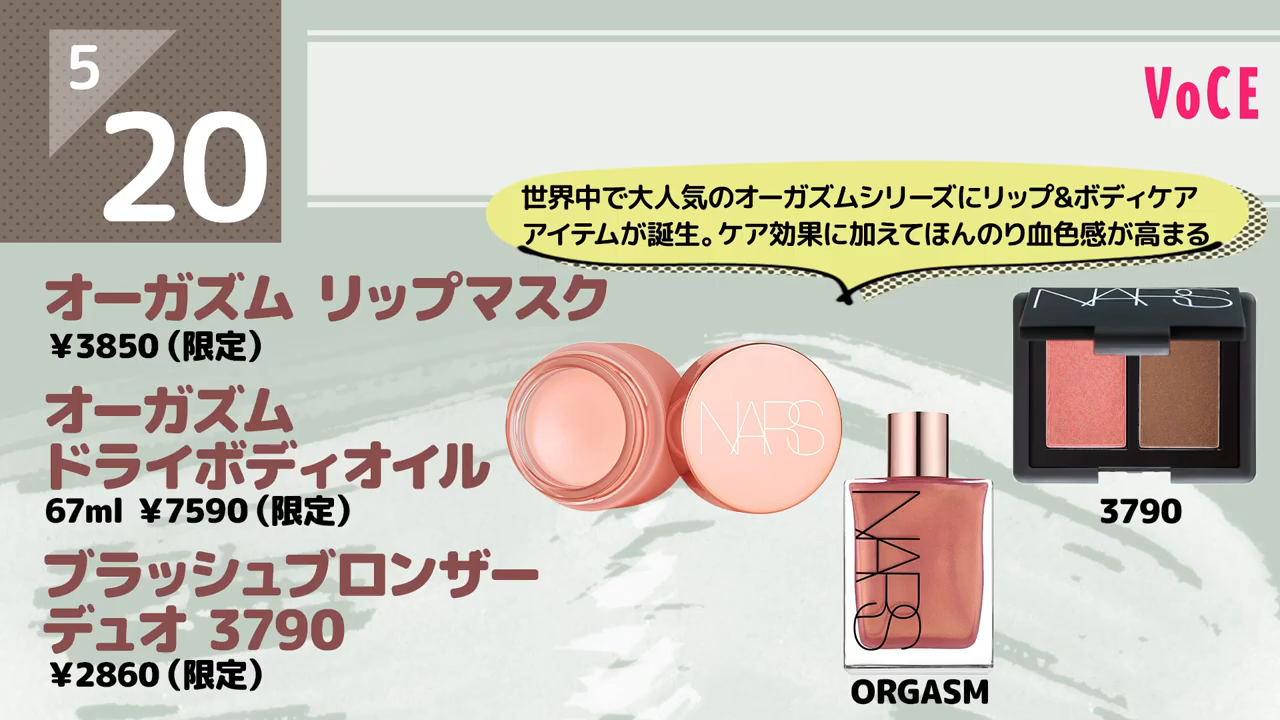 5
20
VoCE
世界中で大人気のオーガズムシリーズにリップ&ボディケア
アイテムが誕生。ケア効果に加えてほんのり血色感が高まる
オーガズム リップマスク
¥3850(限定)
オーガズム
ドライボディオイル
67ml ¥7590(限定)
ブラッシュブロンザー
デュオ 3790
¥2860(限定)
NARS
NARS
NARS
3790
ORGASM